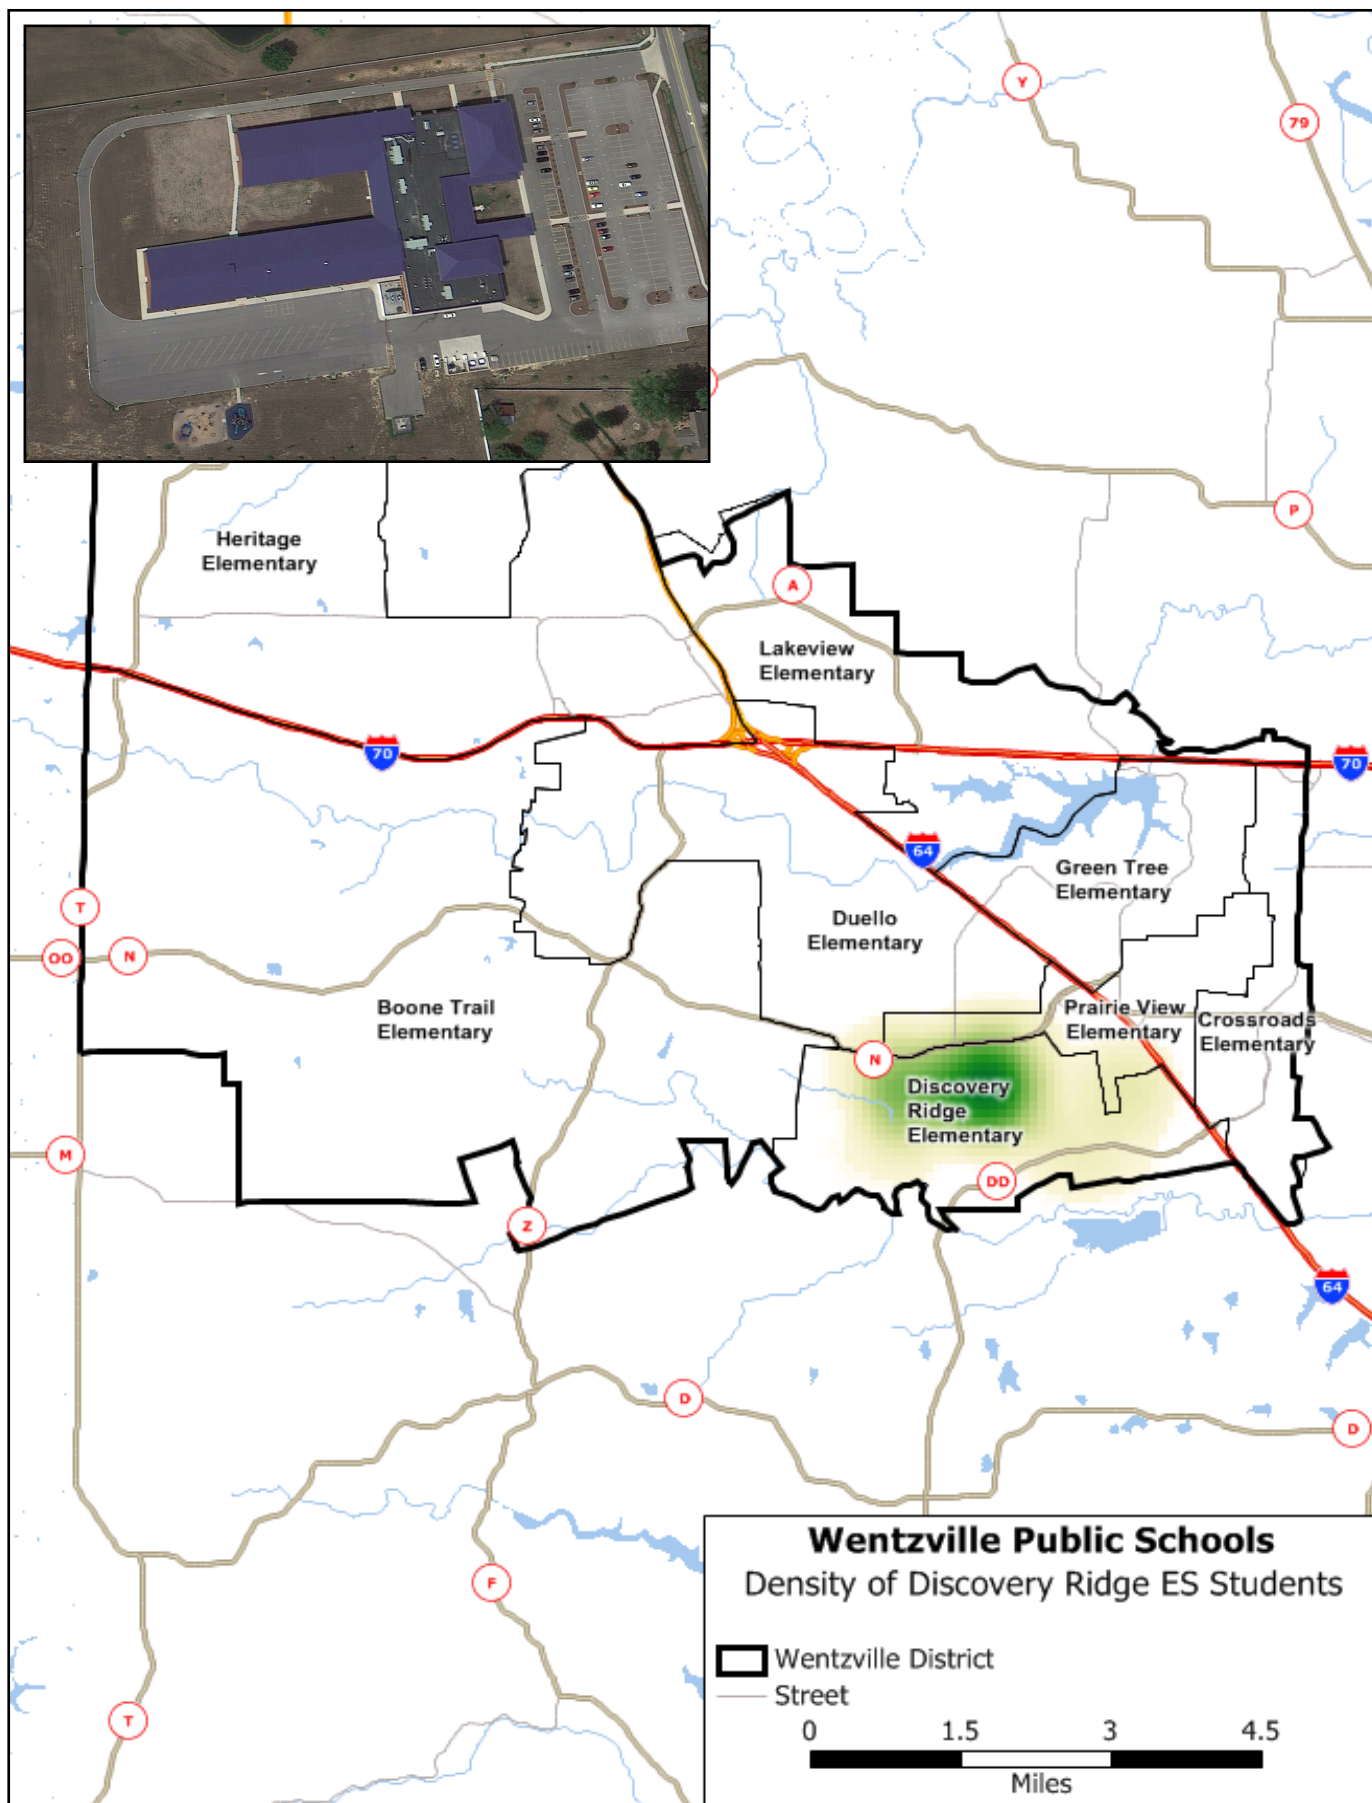 Y
79
P
Heritage
Elementary
A
Lakeview
Elementary
70
70
64
Green Tree
Elementary
T
Duello
Elementary
OO
N
Boone Trail
Elementary
Prairie View
Elementary
Crossroads
Elementary
N
Discovery
Ridge
Elementary
M
DD
Z
64
D
D
F
T
Wentzville Public Schools
Density of Discovery Ridge ES Students
Wentzville District
Street
0 1.5 3 4.5
Miles